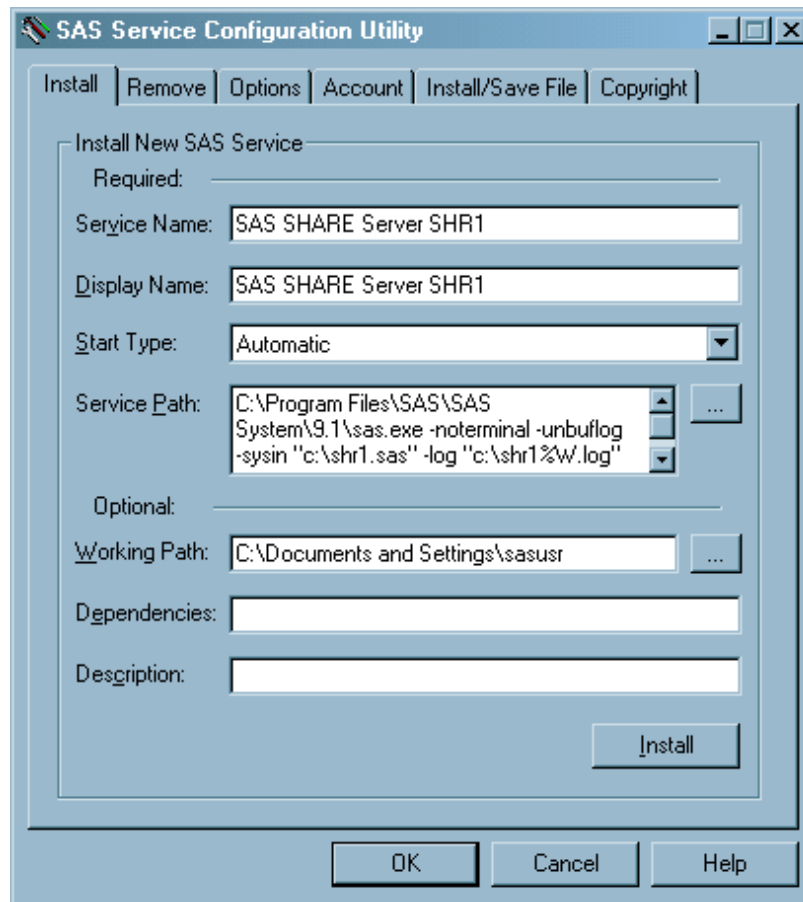 SAS Service Configuration Utility
Install Remove Options Account Install/Save File Copyright
Install New SAS Service
Required:
Service Name: SAS SHARE Server SHR1
Display Name: SAS SHARE Server SHR1
Start Type: Automatic
Service Path: C:\Program Files\SAS\SAS ...
System\9.1\sas.exe -noterminal -unbuflog
-sysin "c:\shr1.sas" -log "c:\shr1%W.log"
Optional:
Working Path: C:\Documents and Settings\sasusr ...
Dependencies:
Description:
Install
OK Cancel Help